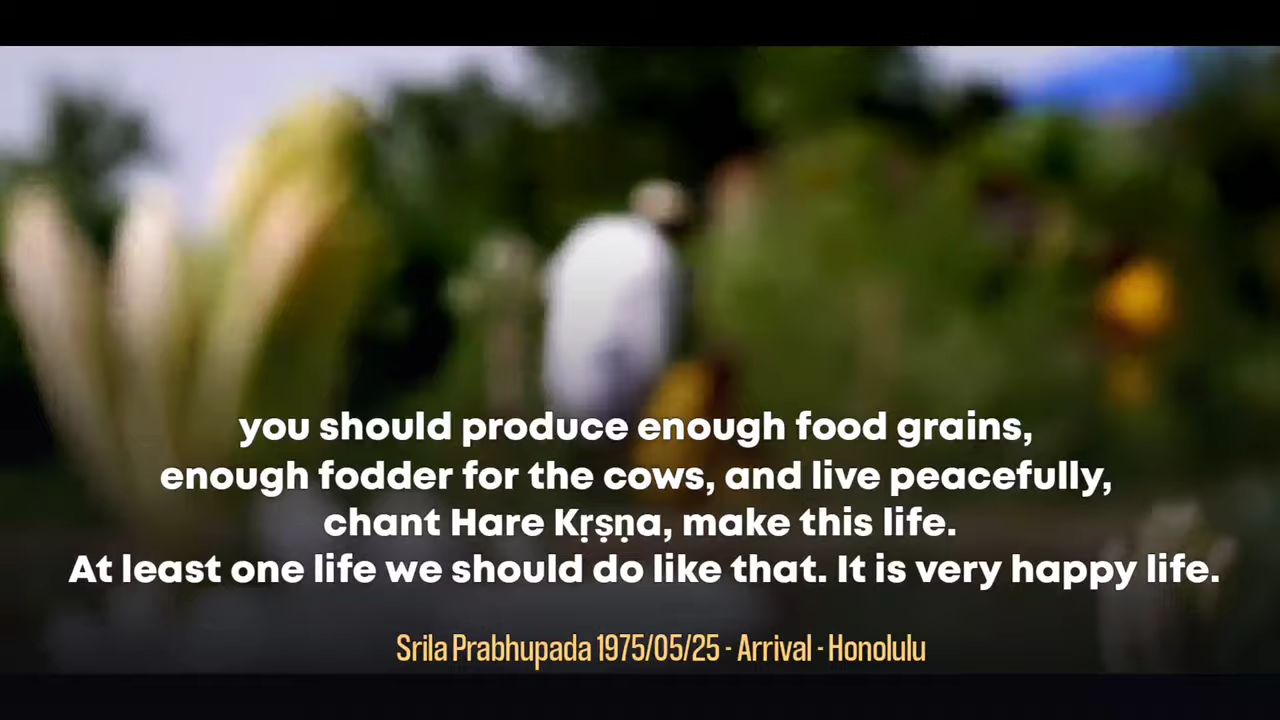 you should produce enough food grains,
enough fodder for the cows, and live peacefully,
chant Hare Kṛṣṇa, make this life.
At least one life we should do like that. It is very happy life.
Srila Prabhupada 1975/05/25 - Arrival - Honolulu